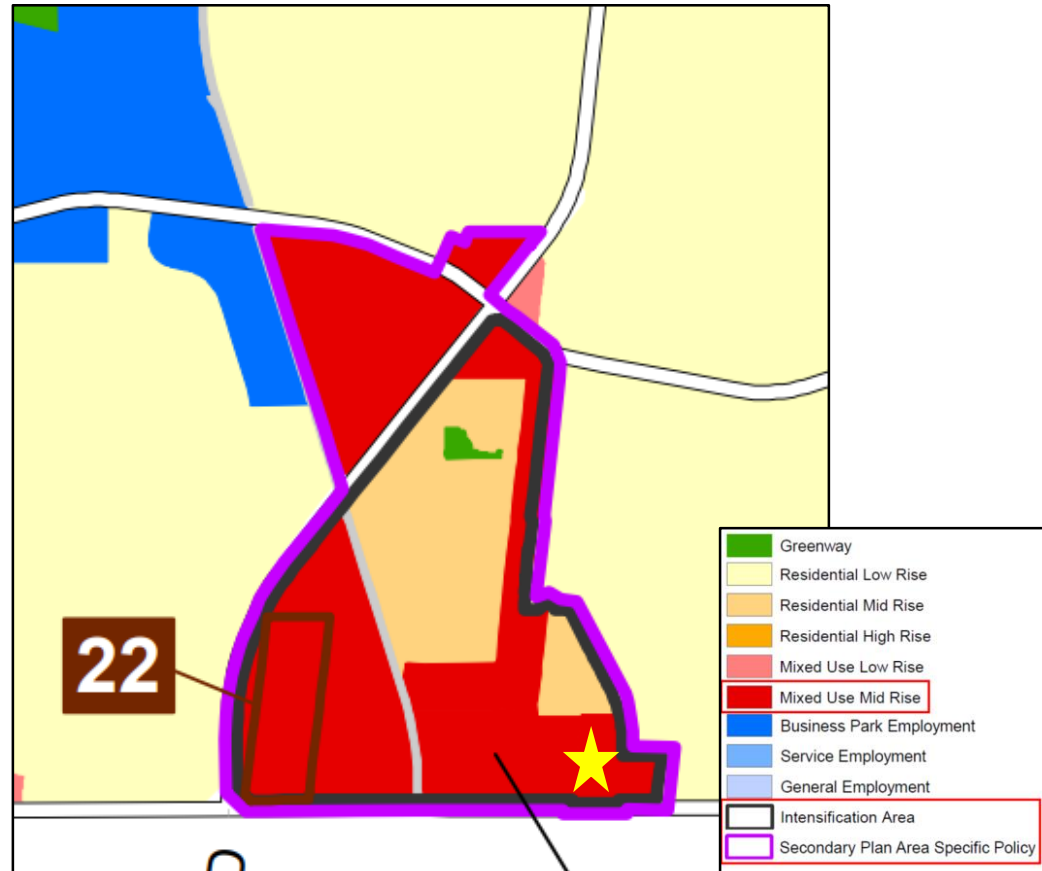 22
Greenway
Residential Low Rise
Residential Mid Rise
Residential High Rise
Mixed Use Low Rise
Mixed Use Mid Rise
Business Park Employment
Service Employment
General Employment
Intensification Area
Secondary Plan Area Specific Policy